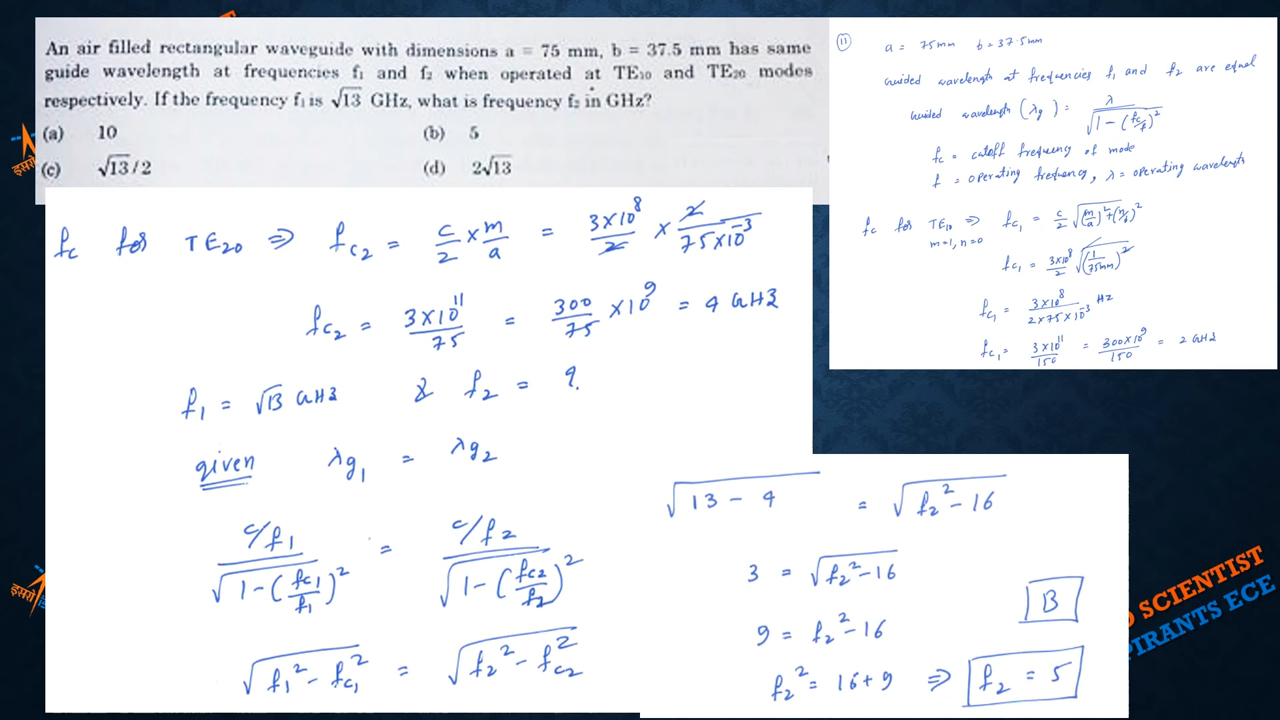 An air filled rectangular waveguide with dimensions a = 75 mm, b = 37.5 mm has same
guide wavelength at frequencies f₁ and f₂ when operated at TE₁₀ and TE₂₀ modes
respectively. If the frequency f₁ is √13 GHz, what is frequency f₂ in GHz?
(a) 10 (b) 5
(c) √13/2 (d) 2√13
(11) a = 75mm b = 37.5mm
Guided wavelength at frequencies f₁ and f₂ are equal
Guided wavelength (λg) = λ / √(1 - (fc/f)²)
fc = cutoff frequency of mode
f = operating frequency, λ = operating wavelength
fc for TE₁₀ ⇒ fc₁ = c/2 √((m/a)² + (n/b)²)
m=1, n=0
fc₁ = 3×10⁸/2 √(1/75mm)²
fc₁ = 3×10⁸ / 2×75×10⁻³ Hz
fc₁ = 3×10¹¹/150 = 300×10⁹/150 = 2 GHz
fc for TE₂₀ ⇒ fc₂ = c/2 × m/a = 3×10⁸/2 × 2/75×10⁻³
fc₂ = 3×10¹¹/75 = 300/75 ×10⁹ = 4 GHz
f₁ = √13 GHz & f₂ = ?
given λg₁ = λg₂
c/f₁ / √(1 - (fc₁/f₁)²) = c/f₂ / √(1 - (fc₂/f₂)²)
√(f₁² - fc₁²) = √(f₂² - fc₂²)
√(13 - 4) = √(f₂² - 16)
3 = √(f₂² - 16)
9 = f₂² - 16
B
f₂² = 16 + 9 ⇒ f₂ = 5
इसरो
इसरो
SCIENTIST
PIRANTS ECE